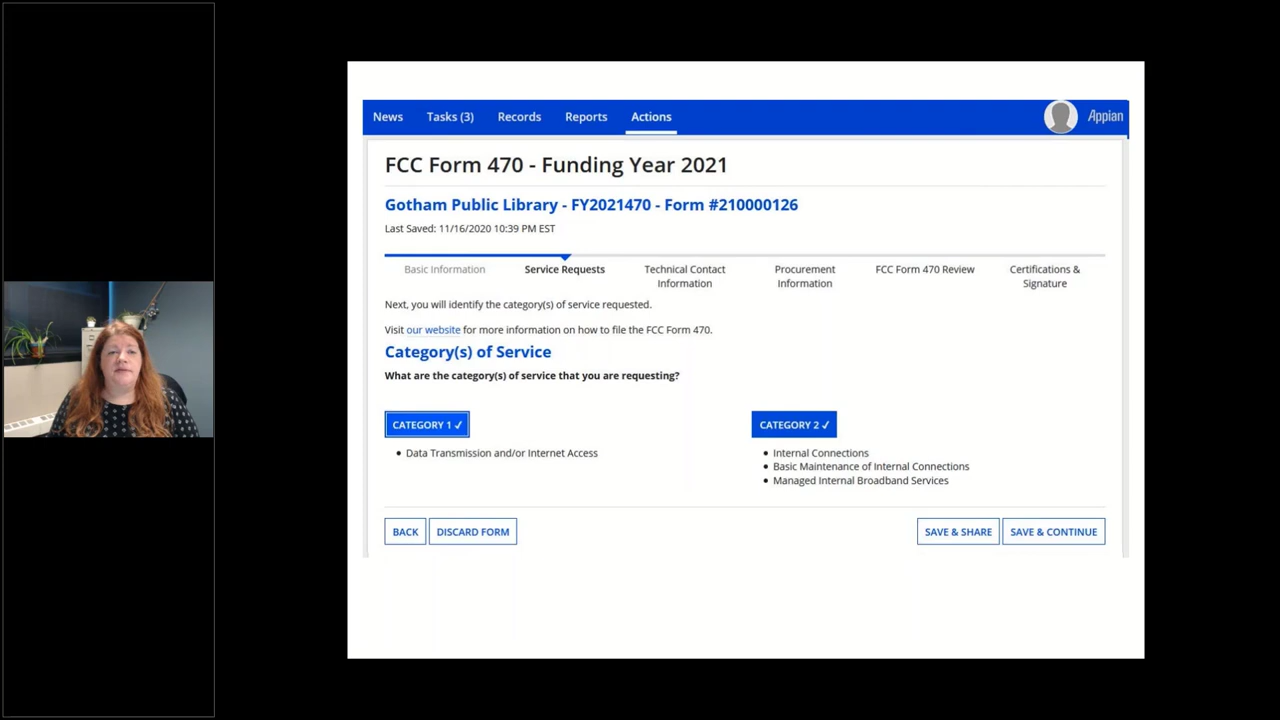 News Tasks (3) Records Reports Actions Appian
FCC Form 470 - Funding Year 2021
Gotham Public Library - FY2021470 - Form #210000126
Last Saved: 11/16/2020 10:39 PM EST
Basic Information Service Requests Technical Contact Information Procurement Information FCC Form 470 Review Certifications & Signature
Next, you will identify the category(s) of service requested.
Visit our website for more information on how to file the FCC Form 470.
Category(s) of Service
What are the category(s) of service that you are requesting?
CATEGORY 1 ✓
• Data Transmission and/or Internet Access
CATEGORY 2 ✓
• Internal Connections
• Basic Maintenance of Internal Connections
• Managed Internal Broadband Services
BACK DISCARD FORM SAVE & SHARE SAVE & CONTINUE